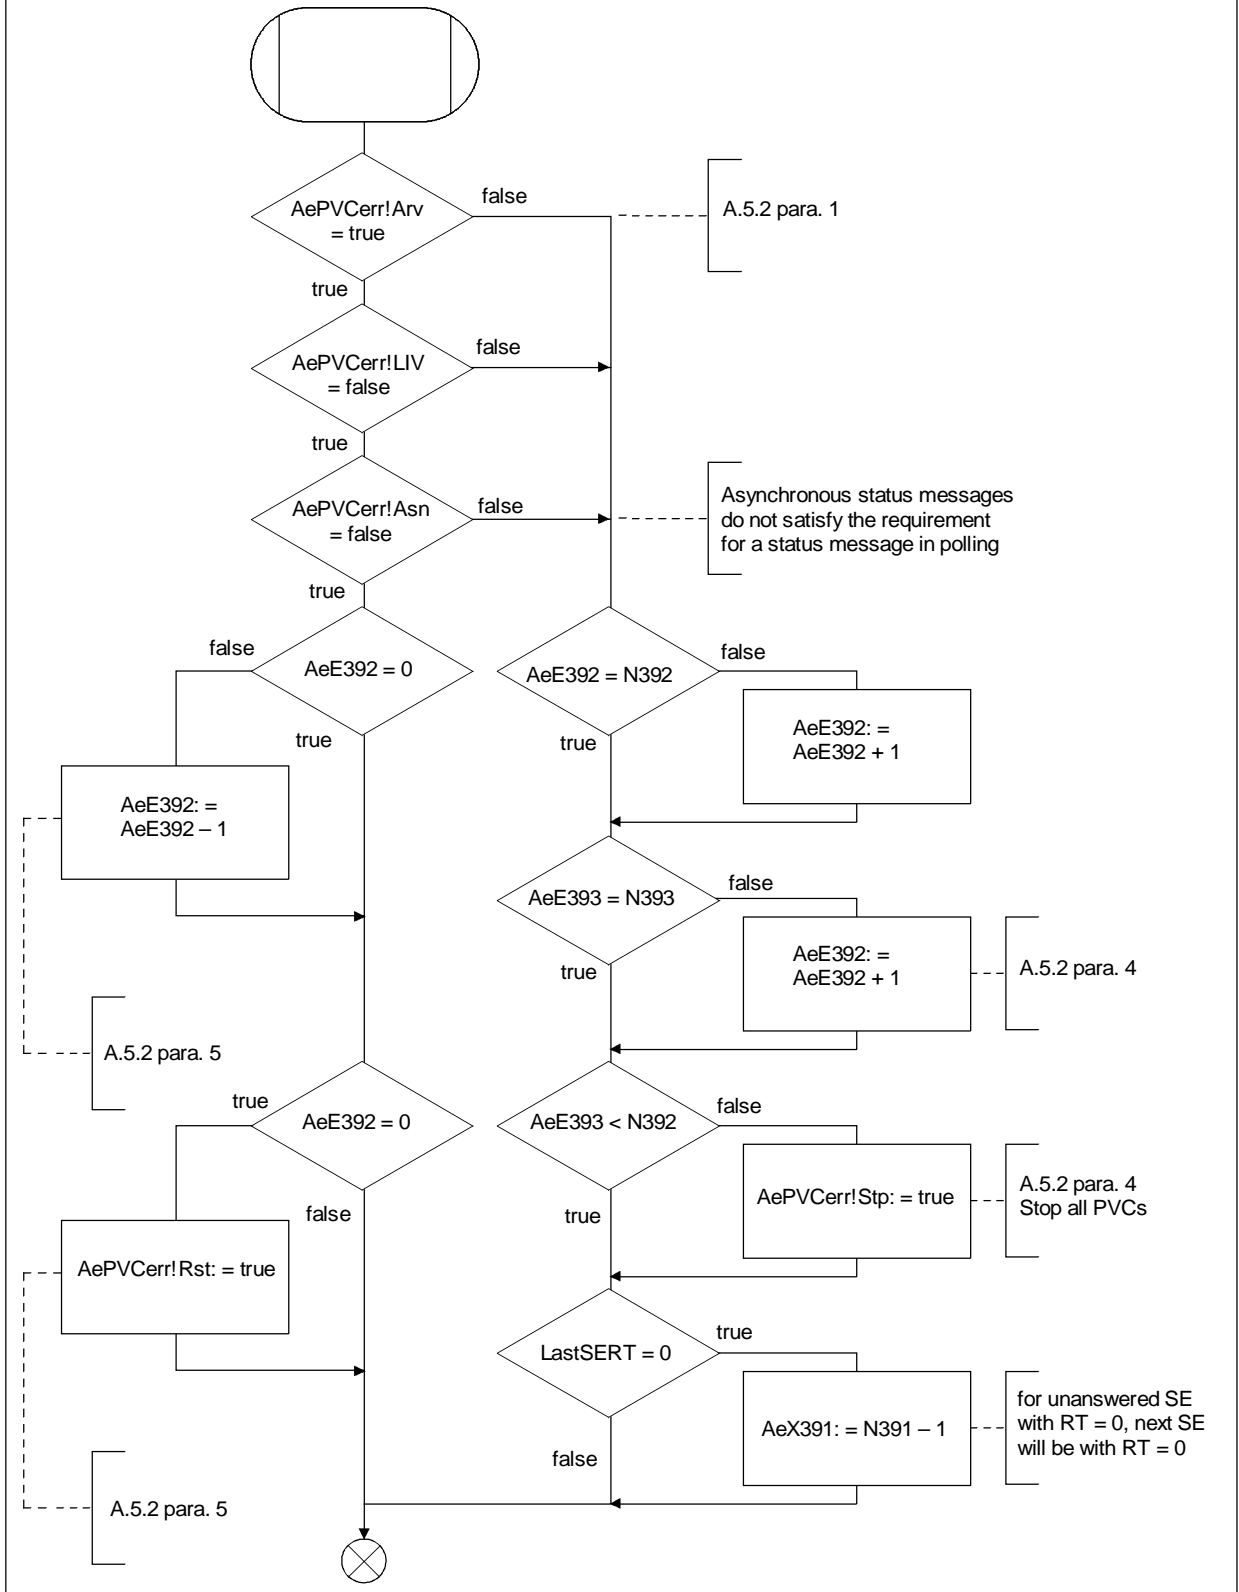 AePVCerr!Arv
= true
false
A.5.2 para. 1
true
AePVCerr!LIV
= false
false
true
AePVCerr!Asn
= false
false
Asynchronous status messages
do not satisfy the requirement
for a status message in polling
true
false
AeE392 = 0
AeE392 = N392
false
true
true
AeE392: =
AeE392 + 1
AeE392: =
AeE392 – 1
AeE393 = N393
false
true
AeE392: =
AeE392 + 1
A.5.2 para. 4
A.5.2 para. 5
true
AeE392 = 0
AeE393 < N392
false
false
true
AePVCerr!Stp: = true
A.5.2 para. 4
Stop all PVCs
AePVCerr!Rst: = true
LastSERT = 0
true
false
AeX391: = N391 – 1
for unanswered SE
with RT = 0, next SE
will be with RT = 0
A.5.2 para. 5